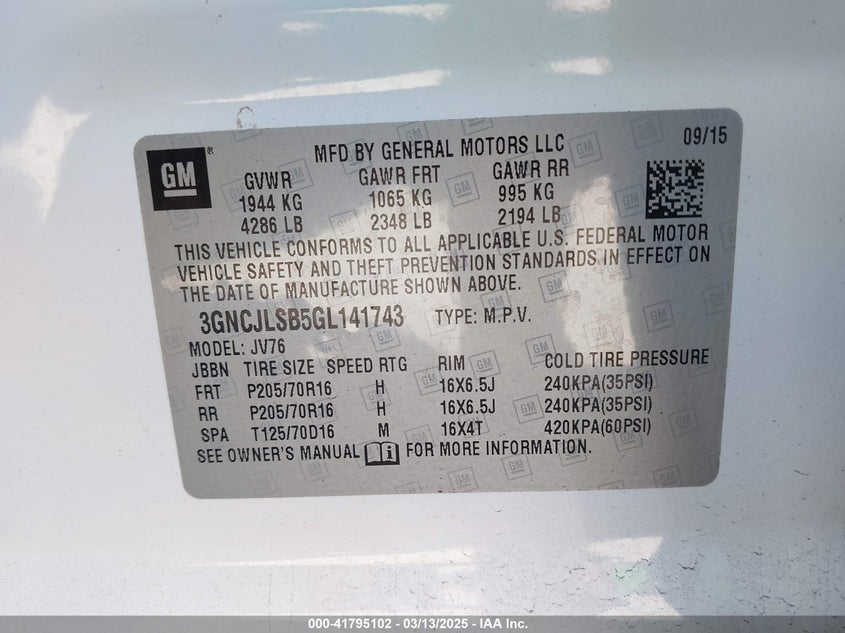 GM
MFD BY GENERAL MOTORS LLC 09/15
GVWR GAWR FRT GAWR RR
1944 KG 1065 KG 995 KG
4286 LB 2348 LB 2194 LB
THIS VEHICLE CONFORMS TO ALL APPLICABLE U.S. FEDERAL MOTOR
VEHICLE SAFETY AND THEFT PREVENTION STANDARDS IN EFFECT ON
THE DATE OF MANUFACTURE SHOWN ABOVE.
3GNCJLSB5GL141743 TYPE: M.P.V.
MODEL: JV76
JBBN TIRE SIZE SPEED RTG RIM COLD TIRE PRESSURE
FRT P205/70R16 H 16X6.5J 240KPA(35PSI)
RR P205/70R16 H 16X6.5J 240KPA(35PSI)
SPA T125/70D16 M 16X4T 420KPA(60PSI)
SEE OWNER'S MANUAL FOR MORE INFORMATION.
000-41795102 — 03/13/2025 — IAA Inc.